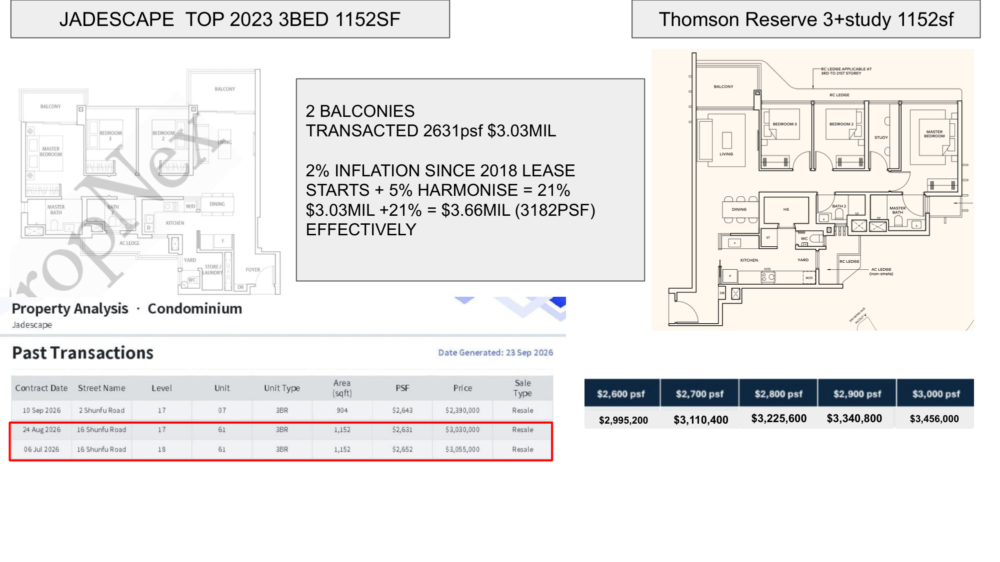 JADESCAPE TOP 2023 3BED 1152SF
Thomson Reserve 3+study 1152sf
BALCONY
BALCONY
BEDROOM
3
BEDROOM
2
LIVING
MASTER
BEDROOM
MASTER
BATH
BATH
2
W/D
DINING
KITCHEN
D
AC LEDGE
F
YARD
STORE /
LAUNDRY
FOYER
WC
DB
PropNex
2 BALCONIES
TRANSACTED 2631psf $3.03MIL
2% INFLATION SINCE 2018 LEASE
STARTS + 5% HARMONISE = 21%
$3.03MIL +21% = $3.66MIL (3182PSF)
EFFECTIVELY
RC LEDGE APPLICABLE AT
3RD TO 21ST STOREY
BALCONY
RC LEDGE
BEDROOM 3
BEDROOM 2
STUDY
MASTER
BEDROOM
LIVING
DINING
HS
BATH 2
MASTER
BATH
ST
WC
KITCHEN
YARD
RC LEDGE
H/O
F
W/D
AC LEDGE
(non-strata)
DB
SIN MING AVE
IN/OUT
Property Analysis · Condominium
Jadescape
Past Transactions
Date Generated: 23 Sep 2026
Contract Date Street Name Level Unit Unit Type Area (sqft) PSF Price Sale Type
10 Sep 2026 2 Shunfu Road 17 07 3BR 904 $2,643 $2,390,000 Resale
24 Aug 2026 16 Shunfu Road 17 61 3BR 1,152 $2,631 $3,030,000 Resale
06 Jul 2026 16 Shunfu Road 18 61 3BR 1,152 $2,652 $3,055,000 Resale
$2,600 psf $2,700 psf $2,800 psf $2,900 psf $3,000 psf
$2,995,200 $3,110,400 $3,225,600 $3,340,800 $3,456,000